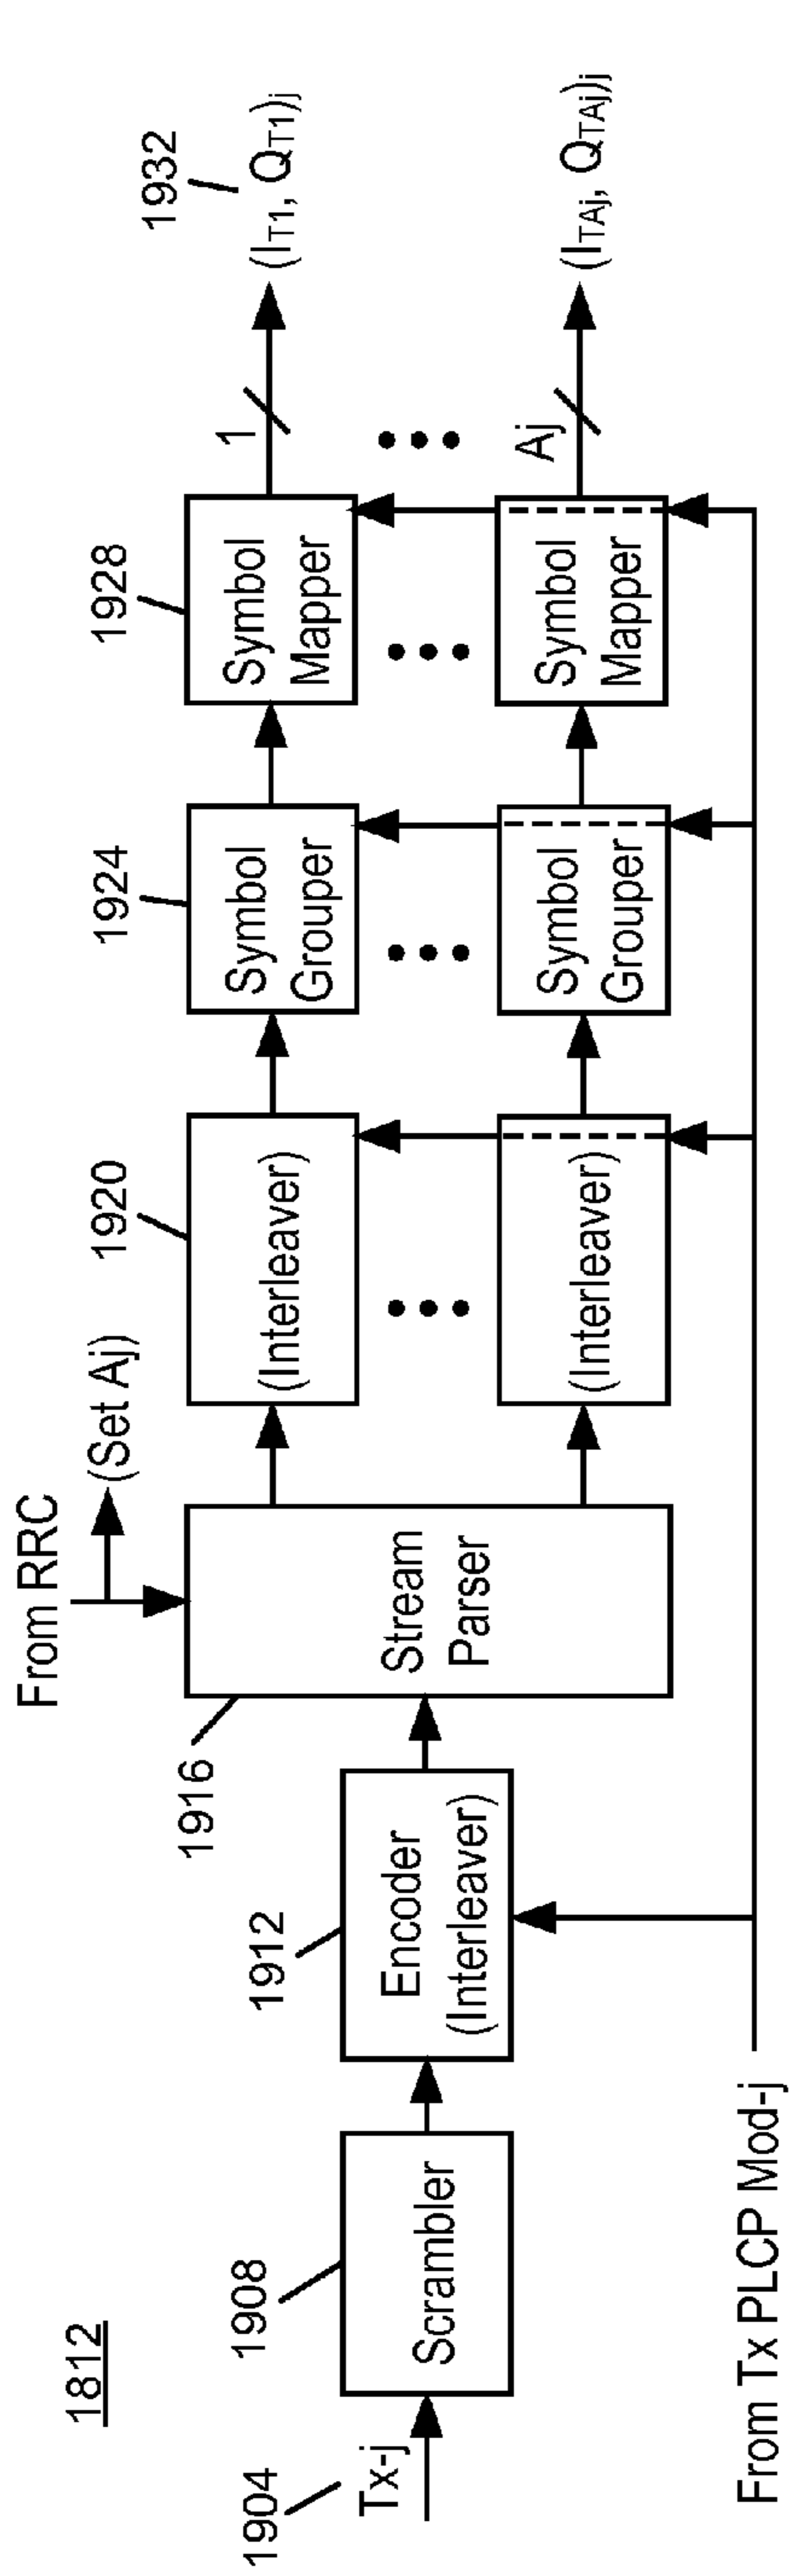 1812
1904
Tx-j
1908
Scrambler
1912
Encoder
(Interleaver)
1916
From RRC
(Set Aj)
Stream
Parser
1920
(Interleaver)
(Interleaver)
1924
Symbol
Grouper
Symbol
Grouper
1928
Symbol
Mapper
Symbol
Mapper
1
Aj
1932
(IT1, QT1)j
(ITAj, QTAj)j
From Tx PLCP Mod-j